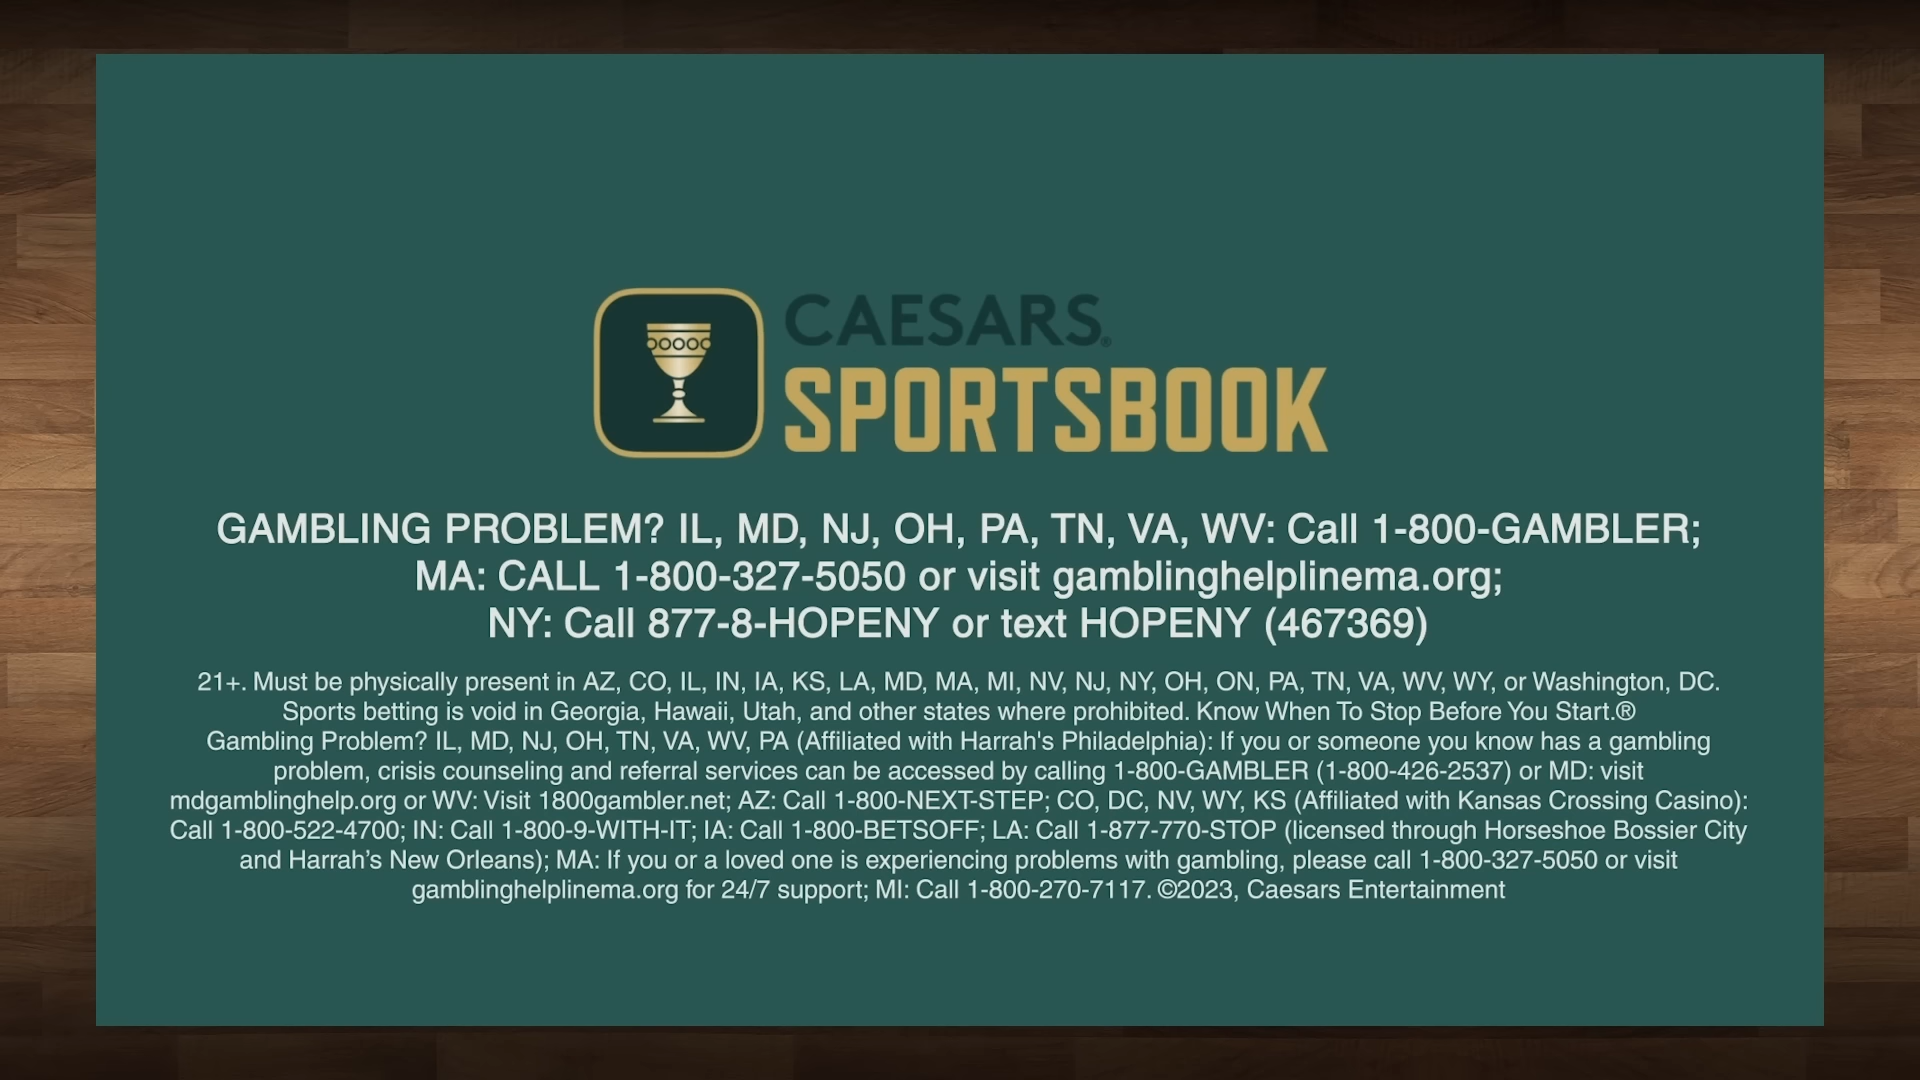 CAESARS®
SPORTSBOOK
GAMBLING PROBLEM? IL, MD, NJ, OH, PA, TN, VA, WV: Call 1-800-GAMBLER;
MA: CALL 1-800-327-5050 or visit gamblinghelplinema.org;
NY: Call 877-8-HOPENY or text HOPENY (467369)
21+. Must be physically present in AZ, CO, IL, IN, IA, KS, LA, MD, MA, MI, NV, NJ, NY, OH, ON, PA, TN, VA, WV, WY, or Washington, DC.
Sports betting is void in Georgia, Hawaii, Utah, and other states where prohibited. Know When To Stop Before You Start.®
Gambling Problem? IL, MD, NJ, OH, TN, VA, WV, PA (Affiliated with Harrah's Philadelphia): If you or someone you know has a gambling
problem, crisis counseling and referral services can be accessed by calling 1-800-GAMBLER (1-800-426-2537) or MD: visit
mdgamblinghelp.org or WV: Visit 1800gambler.net; AZ: Call 1-800-NEXT-STEP; CO, DC, NV, WY, KS (Affiliated with Kansas Crossing Casino):
Call 1-800-522-4700; IN: Call 1-800-9-WITH-IT; IA: Call 1-800-BETSOFF; LA: Call 1-877-770-STOP (licensed through Horseshoe Bossier City
and Harrah’s New Orleans); MA: If you or a loved one is experiencing problems with gambling, please call 1-800-327-5050 or visit
gamblinghelplinema.org for 24/7 support; MI: Call 1-800-270-7117. ©2023, Caesars Entertainment